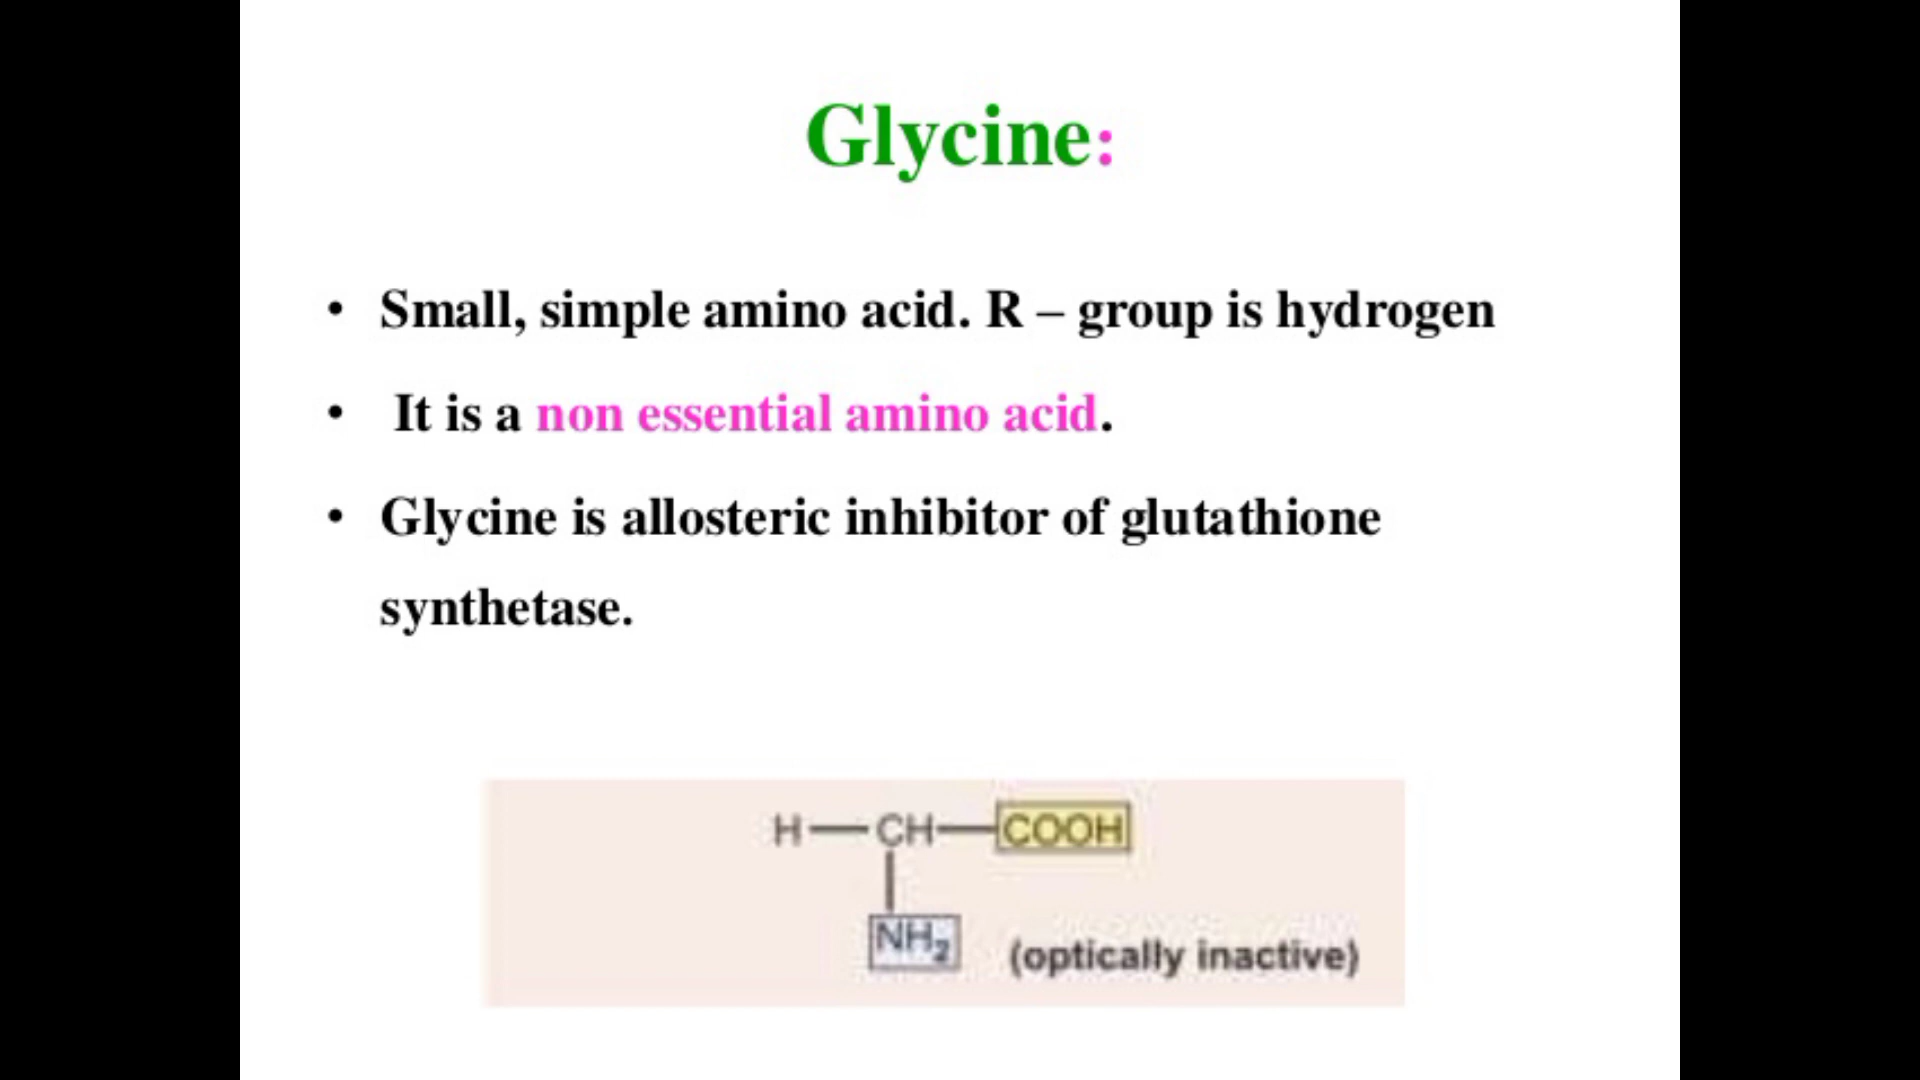 Glycine:
• Small, simple amino acid. R – group is hydrogen
• It is a non essential amino acid.
• Glycine is allosteric inhibitor of glutathione
synthetase.
H—CH—COOH
NH₂
(optically inactive)